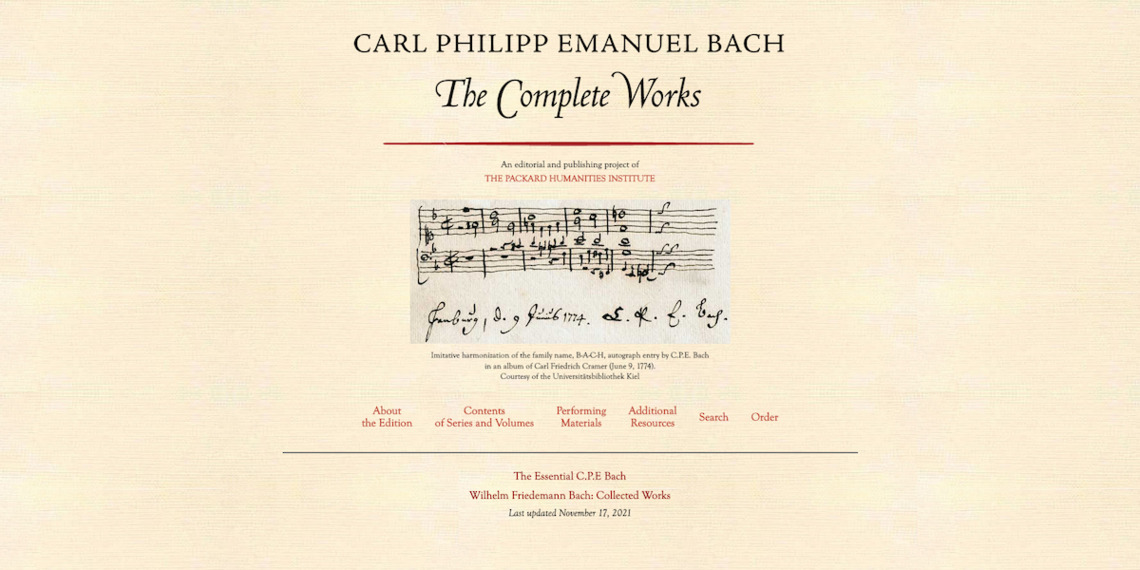 CARL PHILIPP EMANUEL BACH
The Complete Works
An editorial and publishing project of
THE PACKARD HUMANITIES INSTITUTE
Hamburg, d. 9 Junius 1774. C. P. E. Bach.
Imitative harmonization of the family name, B-A-C-H, autograph entry by C.P.E. Bach
in an album of Carl Friedrich Cramer (June 9, 1774).
Courtesy of the Universitätsbibliothek Kiel
About
the Edition
Contents
of Series and Volumes
Performing
Materials
Additional
Resources
Search
Order
The Essential C.P.E Bach
Wilhelm Friedemann Bach: Collected Works
Last updated November 17, 2021